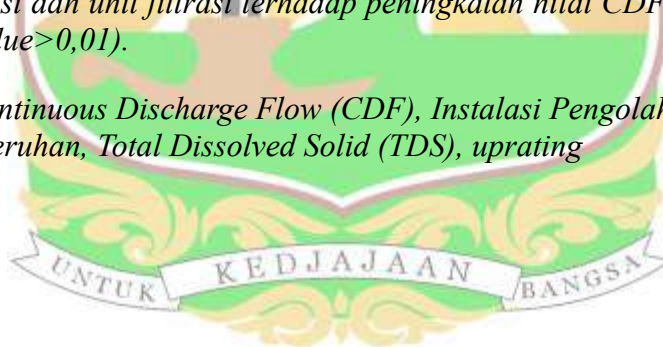 si dan unit filtrasi terhadap peningkatan nilai CDF
lue>0,01).
ontinuous Discharge Flow (CDF), Instalasi Pengolah
eruhan, Total Dissolved Solid (TDS), uprating
UNTUK KEDJAJAAN BANGSA